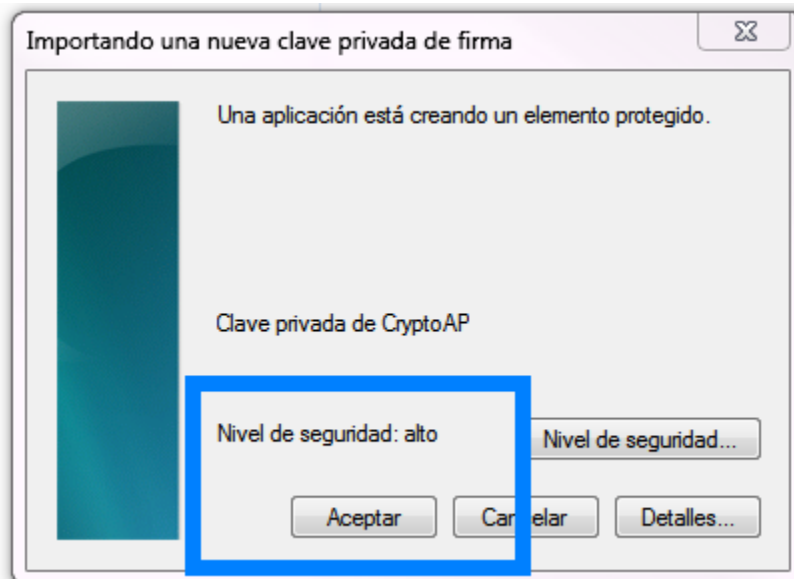 Importando una nueva clave privada de firma
Una aplicación está creando un elemento protegido.
Clave privada de CryptoAP
Nivel de seguridad: alto
Nivel de seguridad...
Aceptar
Cancelar
Detalles...